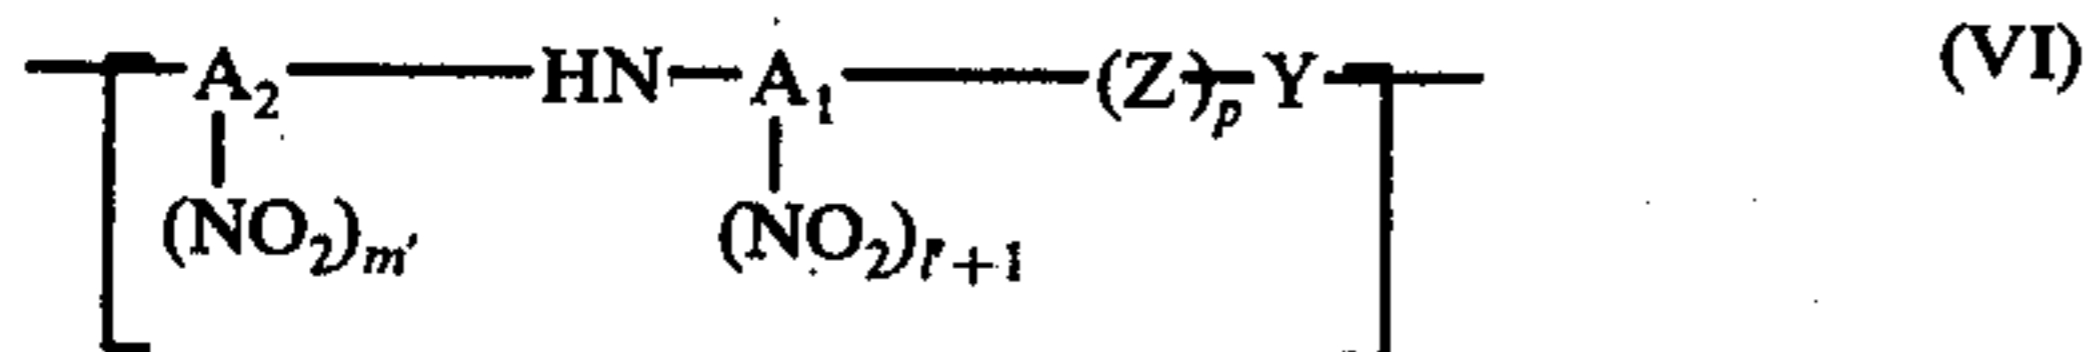 A₂ HN A₁ (Z)ₚ Y (VI)
(NO₂)ₘ′ (NO₂)l′+1